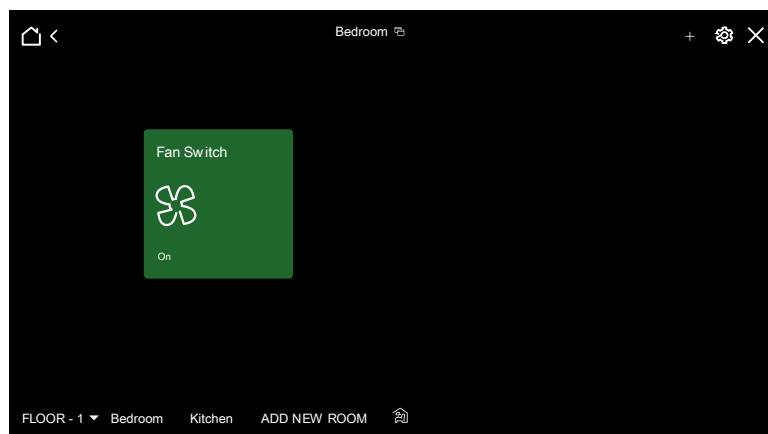 Bedroom
+
Fan Switch
On
FLOOR - 1 Bedroom Kitchen ADD NEW ROOM